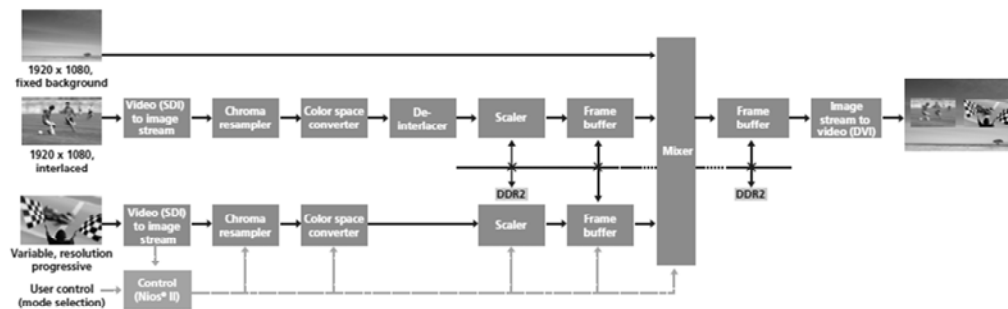 1920 x 1080,
fixed background
1920 x 1080,
interlaced
Video (SDI)
to image
stream
Chroma
resampler
Color space
converter
De-
interlacer
Scaler
Frame
buffer
Mixer
Frame
buffer
Image
stream to
video (DVI)
DDR2
DDR2
Variable, resolution
progressive
Video (SDI)
to image
stream
Chroma
resampler
Color space
converter
Scaler
Frame
buffer
User control
(mode selection)
Control
(Nios® II)